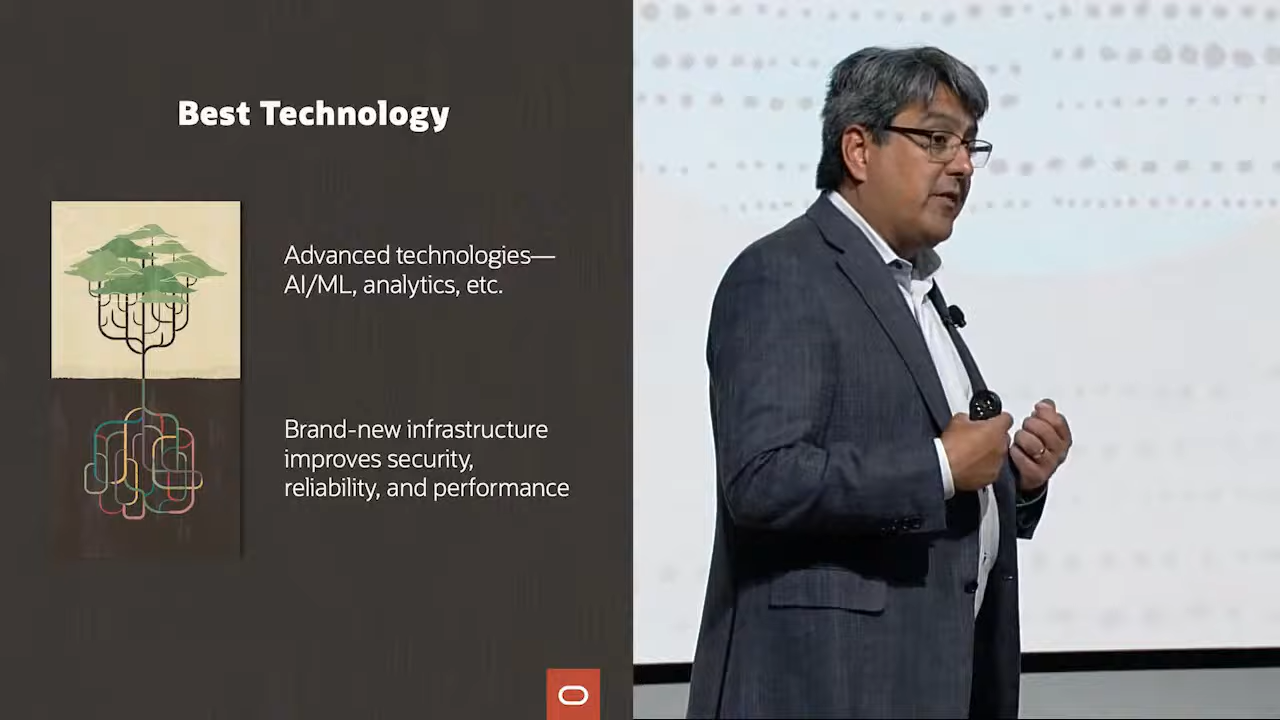 Best Technology
Advanced technologies—
AI/ML, analytics, etc.
Brand-new infrastructure
improves security,
reliability, and performance